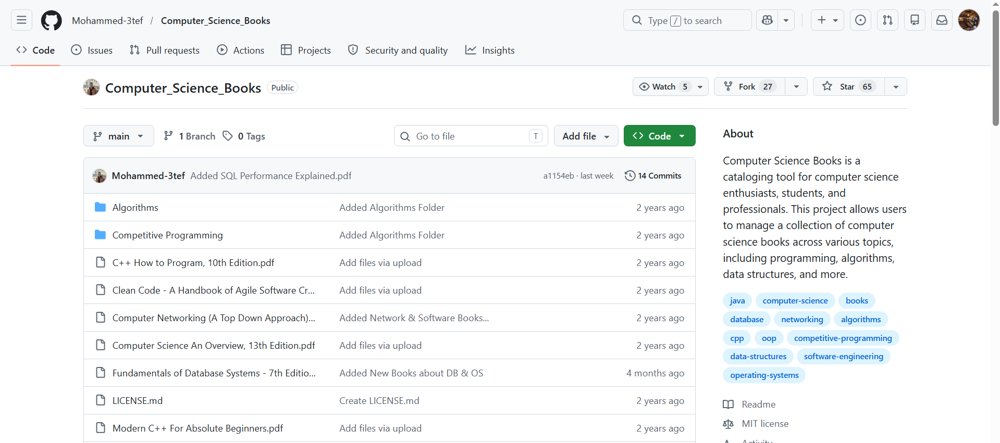 Mohammed-3tef / Computer_Science_Books
Type / to search
Code Issues Pull requests Actions Projects Security and quality Insights
Computer_Science_Books Public
Watch 5 Fork 27 Star 65
main 1 Branch 0 Tags Go to file T Add file Code
Mohammed-3tef Added SQL Performance Explained.pdf a1154eb · last week 14 Commits
Algorithms Added Algorithms Folder 2 years ago
Competitive Programming Added Algorithms Folder 2 years ago
C++ How to Program, 10th Edition.pdf Add files via upload 2 years ago
Clean Code - A Handbook of Agile Software Cr... Add files via upload 2 years ago
Computer Networking (A Top Down Approach)... Added Network & Software Books... 2 years ago
Computer Science An Overview, 13th Edition.pdf Add files via upload 2 years ago
Fundamentals of Database Systems - 7th Editio... Added New Books about DB & OS 4 months ago
LICENSE.md Create LICENSE.md 2 years ago
Modern C++ For Absolute Beginners.pdf Add files via upload 2 years ago
About
Computer Science Books is a
cataloging tool for computer science
enthusiasts, students, and
professionals. This project allows users
to manage a collection of computer
science books across various topics,
including programming, algorithms,
data structures, and more.
java computer-science books
database networking algorithms
cpp oop competitive-programming
data-structures software-engineering
operating-systems
Readme
MIT license
Activity